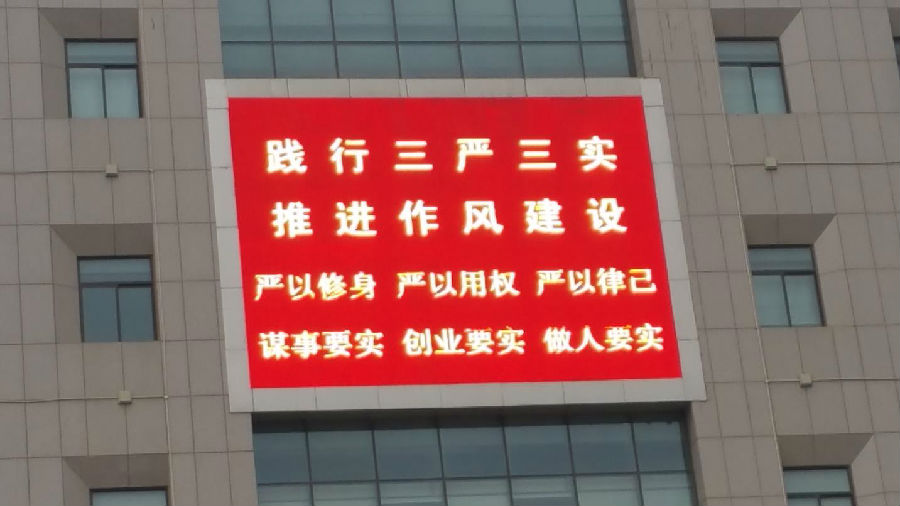 践行三严三实
推进作风建设
严以修身 严以用权 严以律己
谋事要实 创业要实 做人要实